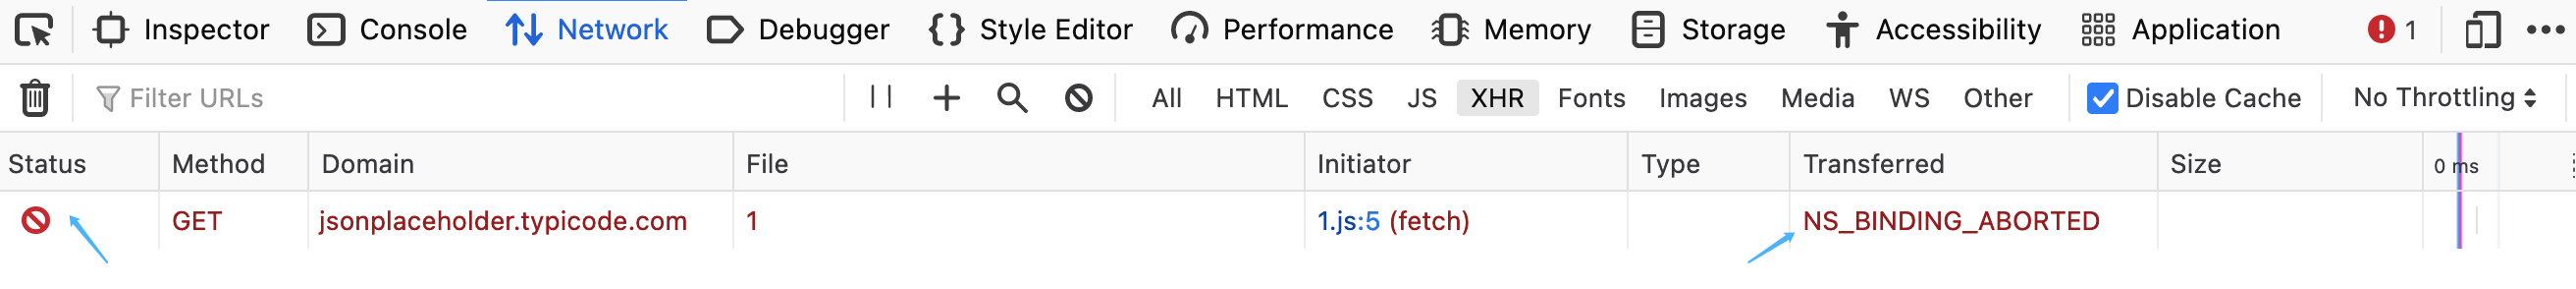 Inspector Console Network Debugger Style Editor Performance Memory Storage Accessibility Application 1
Filter URLs All HTML CSS JS XHR Fonts Images Media WS Other Disable Cache No Throttling
Status Method Domain File Initiator Type Transferred Size 0 ms
GET jsonplaceholder.typicode.com 1 1.js:5 (fetch) NS_BINDING_ABORTED